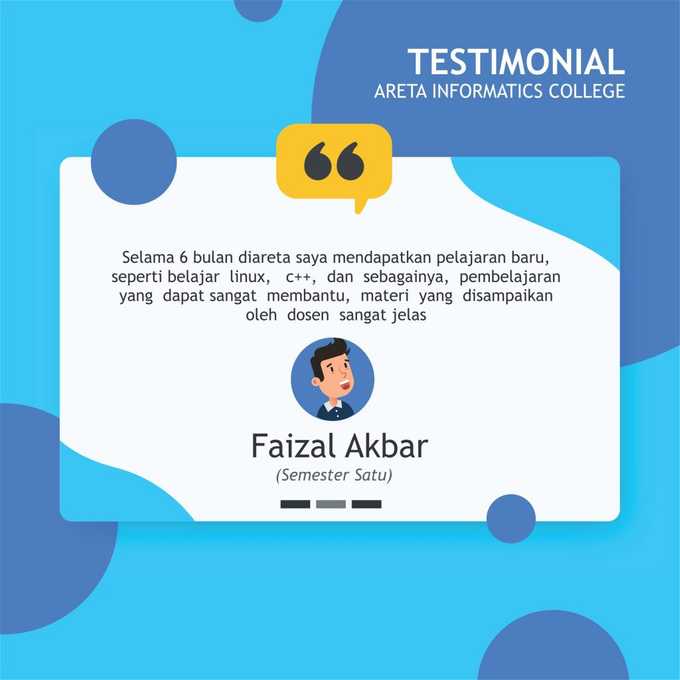 TESTIMONIAL
ARETA INFORMATICS COLLEGE
Selama 6 bulan diareta saya mendapatkan pelajaran baru,
seperti belajar linux, c++, dan sebagainya, pembelajaran
yang dapat sangat membantu, materi yang disampaikan
oleh dosen sangat jelas
Faizal Akbar
(Semester Satu)